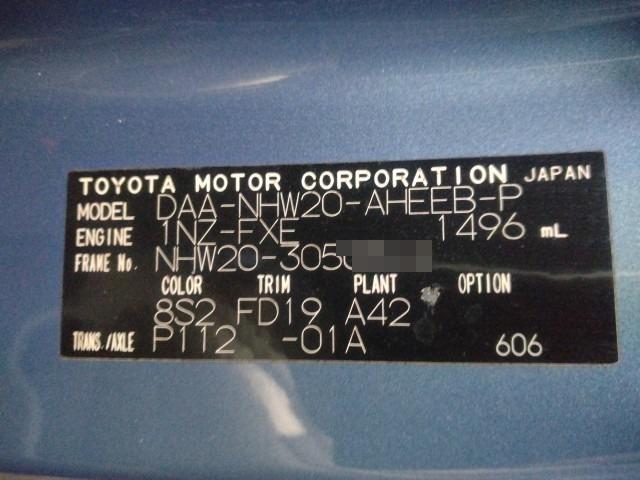 TOYOTA MOTOR CORPORATION JAPAN
MODEL DAA-NHW20-AHEEB-P
ENGINE 1NZ-FXE 1496 mL
FRAME No. NHW20-305
COLOR TRIM PLANT OPTION
8S2 FD19 A42
TRANS./AXLE P112 -01A 606